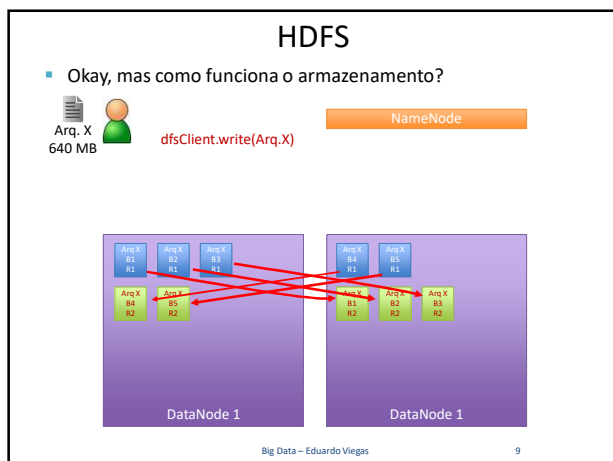 HDFS
Okay, mas como funciona o armazenamento?
Arq. X
640 MB
dfsClient.write(Arq.X)
NameNode
Arq X
B1
R1
Arq X
B2
R1
Arq X
B3
R1
Arq X
B4
R2
Arq X
B5
R2
DataNode 1
Arq X
B4
R1
Arq X
B5
R1
Arq X
B1
R2
Arq X
B2
R2
Arq X
B3
R2
DataNode 1
Big Data – Eduardo Viegas
9